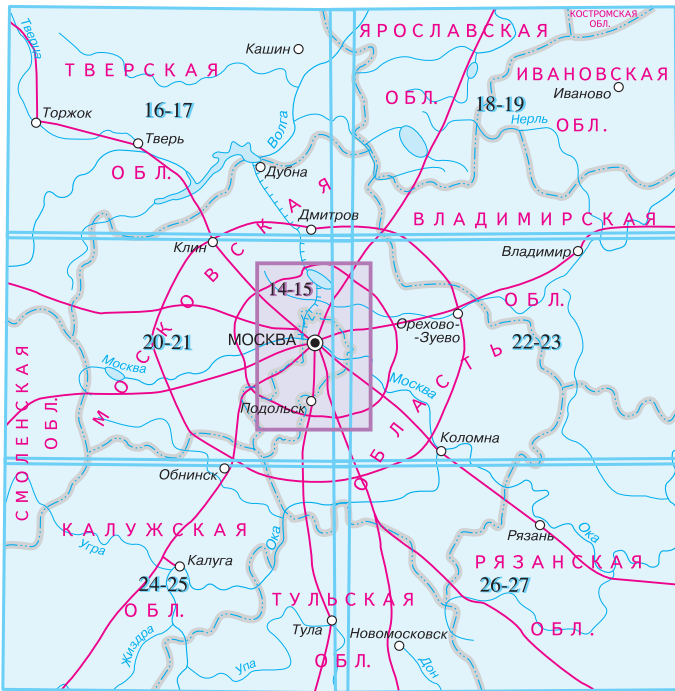 КОСТРОМСКАЯ
ОБЛ.
ЯРОСЛАВСКАЯ
ОБЛ.
Тверца
Кашин
ТВЕРСКАЯ
ОБЛ.
ИВАНОВСКАЯ
ОБЛ.
Иваново
16-17
18-19
Торжок
Тверь
Волга
Нерль
Дубна
Дмитров
ВЛАДИМИРСКАЯ
ОБЛ.
Клин
Владимир
МОСКОВСКАЯ
ОБЛАСТЬ
14-15
Орехово-
-Зуево
20-21
МОСКВА
22-23
Москва
Москва
СМОЛЕНСКАЯ
ОБЛ.
Подольск
Коломна
Обнинск
КАЛУЖСКАЯ
ОБЛ.
Угра
Ока
Рязань
Ока
Калуга
РЯЗАНСКАЯ
ОБЛ.
24-25
26-27
ТУЛЬСКАЯ
ОБЛ.
Жиздра
Тула
Новомосковск
Упа
Дон